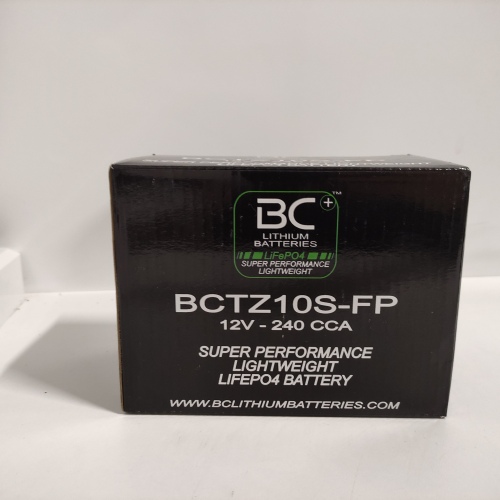 BC+™
LITHIUM
BATTERIES
LiFePO4
SUPER PERFORMANCE
LIGHTWEIGHT
BCTZ10S-FP
12V - 240 CCA
SUPER PERFORMANCE
LIGHTWEIGHT
LIFEPO4 BATTERY
WWW.BCLITHIUMBATTERIES.COM